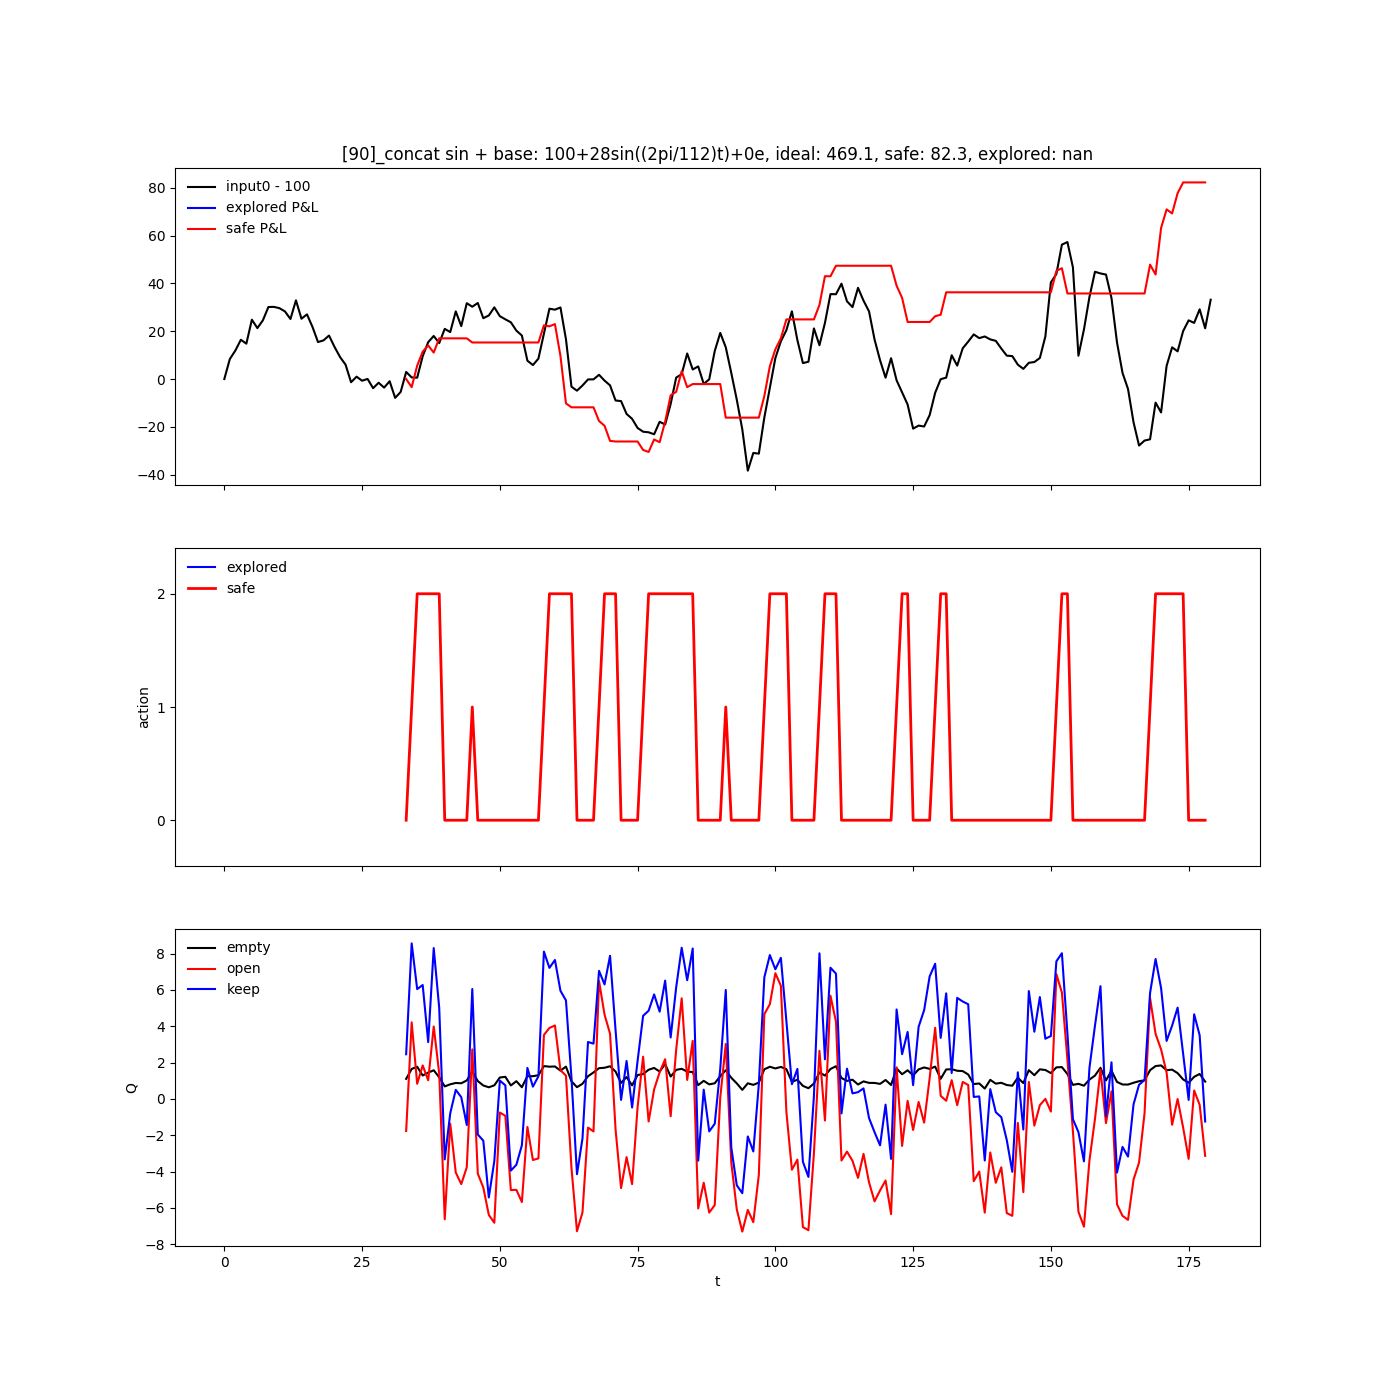 [90]_concat sin + base: 100+28sin((2pi/112)t)+0e, ideal: 469.1, safe: 82.3, explored: nan
input0 - 100
explored P&L
safe P&L
80
60
40
20
0
−20
−40
explored
safe
2
1
0
action
empty
open
keep
8
6
4
2
0
−2
−4
−6
−8
Q
0 25 50 75 100 125 150 175
t